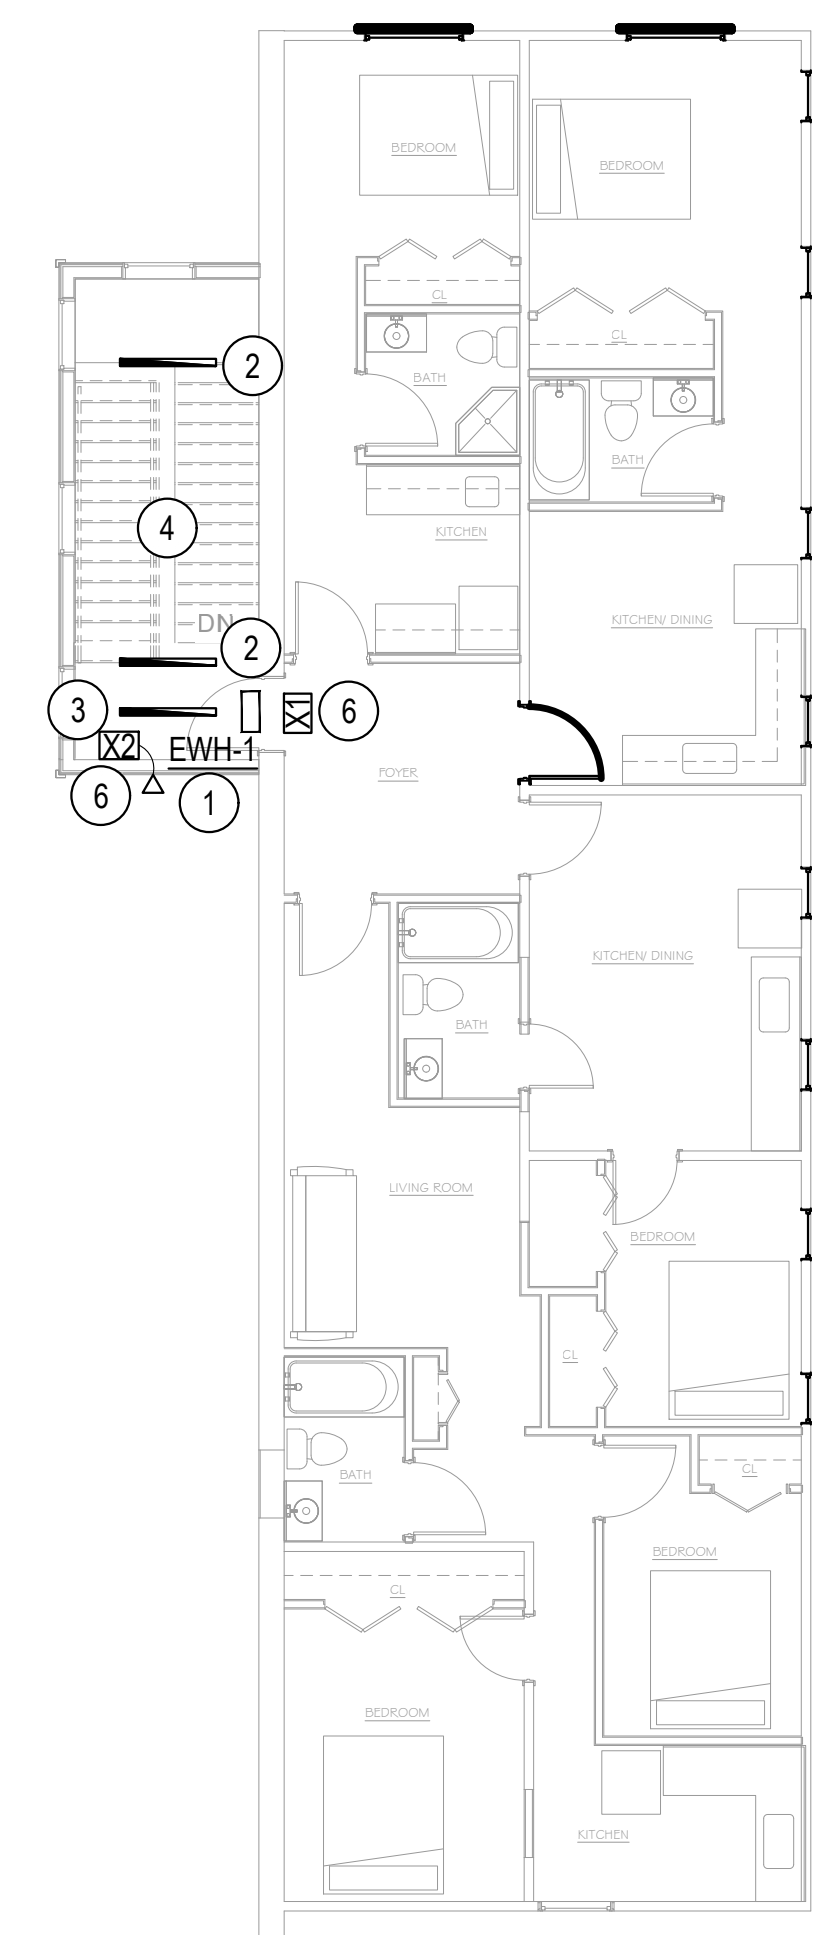 BEDROOM
BEDROOM
CL
CL
2
BATH
BATH
4
KITCHEN
DN
KITCHEN/ DINING
2
3
X1
6
X2
EWH-1
6
1
FOYER
KITCHEN/ DINING
BATH
LIVING ROOM
BEDROOM
CL
BATH
CL
BEDROOM
CL
BEDROOM
KITCHEN